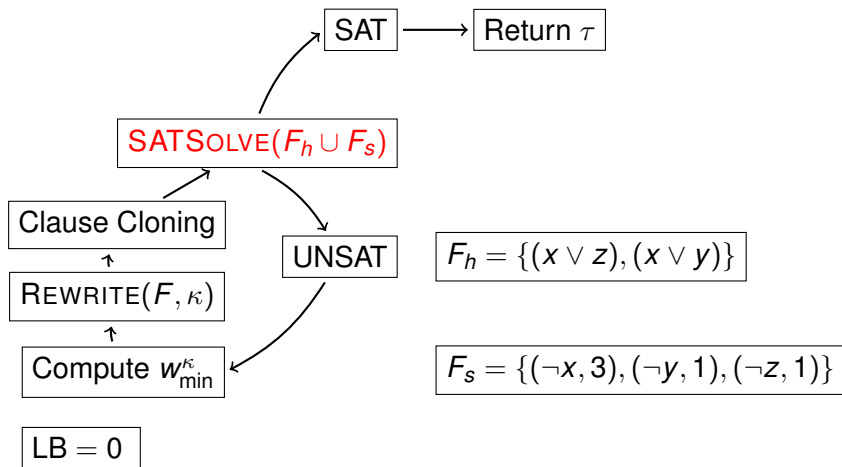 SAT
Return τ
SATSOLVE(F_h ∪ F_s)
Clause Cloning
UNSAT
F_h = {(x ∨ z), (x ∨ y)}
REWRITE(F, κ)
Compute w^κ_min
F_s = {(¬x, 3), (¬y, 1), (¬z, 1)}
LB = 0